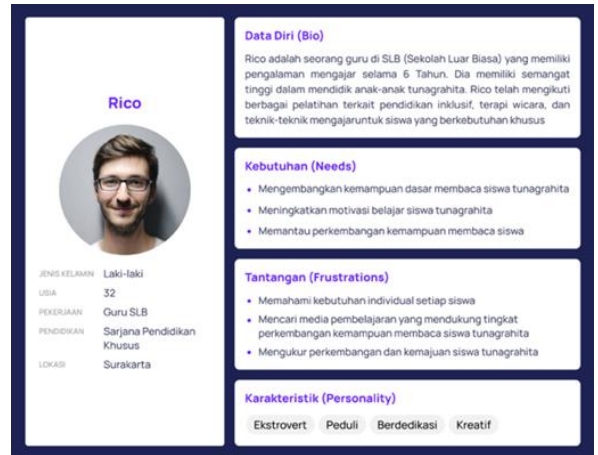 Rico
JENIS KELAMIN Laki-laki
USIA 32
PEKERJAAN Guru SLB
PENDIDIKAN Sarjana Pendidikan
Khusus
LOKASI Surakarta
Data Diri (Bio)
Rico adalah seorang guru di SLB (Sekolah Luar Biasa) yang memiliki
pengalaman mengajar selama 6 Tahun. Dia memiliki semangat
tinggi dalam mendidik anak-anak tunagrahita. Rico telah mengikuti
berbagai pelatihan terkait pendidikan inklusif, terapi wicara, dan
teknik-teknik mengajaruntuk siswa yang berkebutuhan khusus
Kebutuhan (Needs)
• Mengembangkan kemampuan dasar membaca siswa tunagrahita
• Meningkatkan motivasi belajar siswa tunagrahita
• Memantau perkembangan kemampuan membaca siswa
Tantangan (Frustrations)
• Memahami kebutuhan individual setiap siswa
• Mencari media pembelajaran yang mendukung tingkat
perkembangan kemampuan membaca siswa tunagrahita
• Mengukur perkembangan dan kemajuan siswa tunagrahita
Karakteristik (Personality)
Ekstrovert Peduli Berdedikasi Kreatif